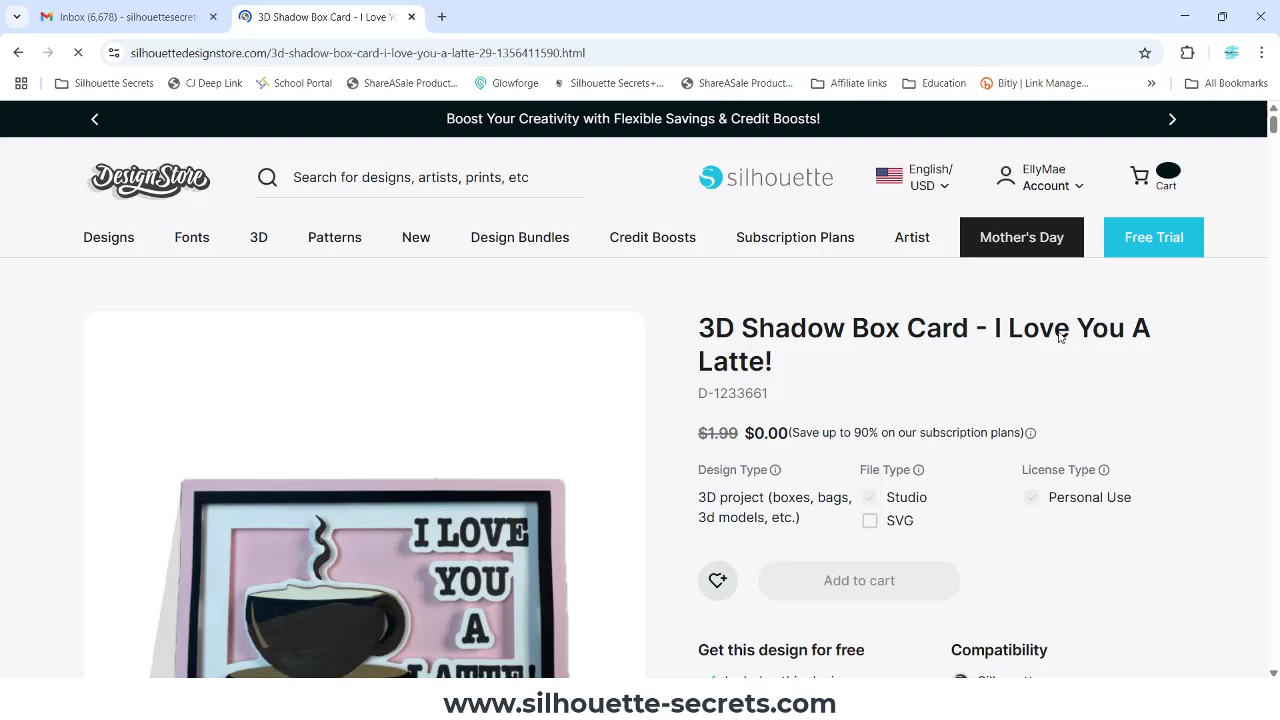 Inbox (6,678) - silhouettesecret
3D Shadow Box Card - I Love Yo
silhouettedesignstore.com/3d-shadow-box-card-i-love-you-a-latte-29-1356411590.html
Silhouette Secrets
CJ Deep Link
School Portal
ShareASale Produc...
Glowforge
Silhouette Secrets+...
ShareASale Produc...
Affiliate links
Education
Bitly | Link Manage...
»
All Bookmarks
Boost Your Creativity with Flexible Savings & Credit Boosts!
DesignStore
Search for designs, artists, prints, etc
silhouette
English/
USD
EllyMae
Account
Cart
Designs
Fonts
3D
Patterns
New
Design Bundles
Credit Boosts
Subscription Plans
Artist
Mother's Day
Free Trial
3D Shadow Box Card - I Love You A
Latte!
D-1233661
$1.99 $0.00(Save up to 90% on our subscription plans)
Design Type
File Type
License Type
3D project (boxes, bags,
3d models, etc.)
Studio
SVG
Personal Use
Add to cart
Get this design for free
Compatibility
I LOVE
YOU
A
LATTE!
www.silhouette-secrets.com